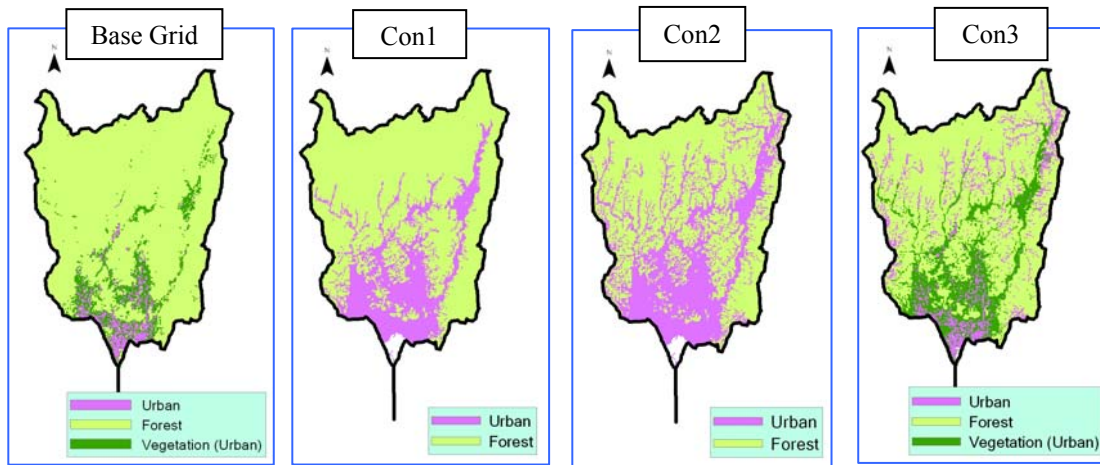 Base Grid
Con1
Con2
Con3
N
N
N
N
Urban
Forest
Vegetation (Urban)
Urban
Forest
Urban
Forest
Urban
Forest
Vegetation (Urban)